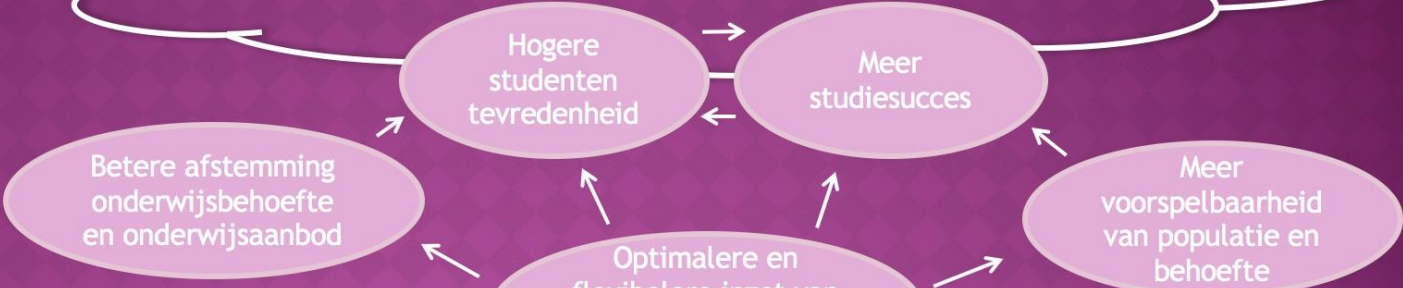 Hogere
studenten
tevredenheid
Meer
studiesucces
Betere afstemming
onderwijsbehoefte
en onderwijsaanbod
Meer
voorspelbaarheid
van populatie en
behoefte
Optimalere en